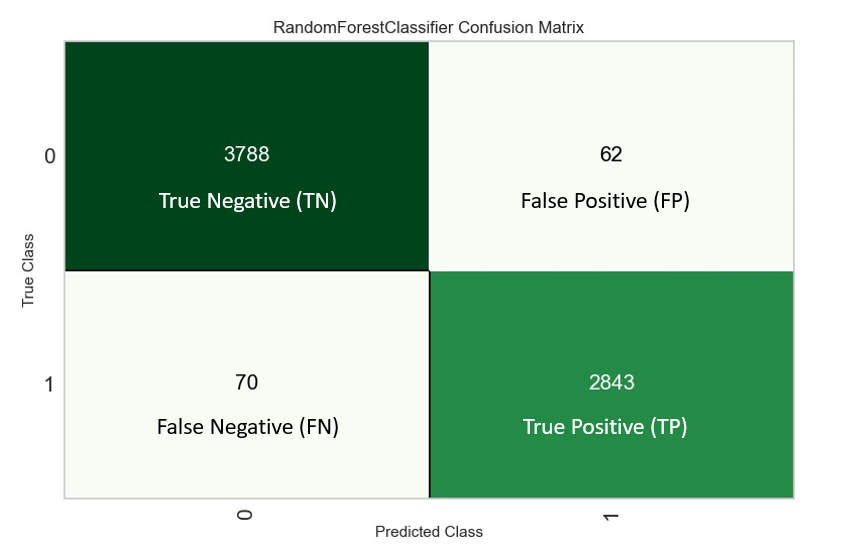 RandomForestClassifier Confusion Matrix
0
3788
62
True Negative (TN)
False Positive (FP)
True Class
1
70
2843
False Negative (FN)
True Positive (TP)
0
1
Predicted Class